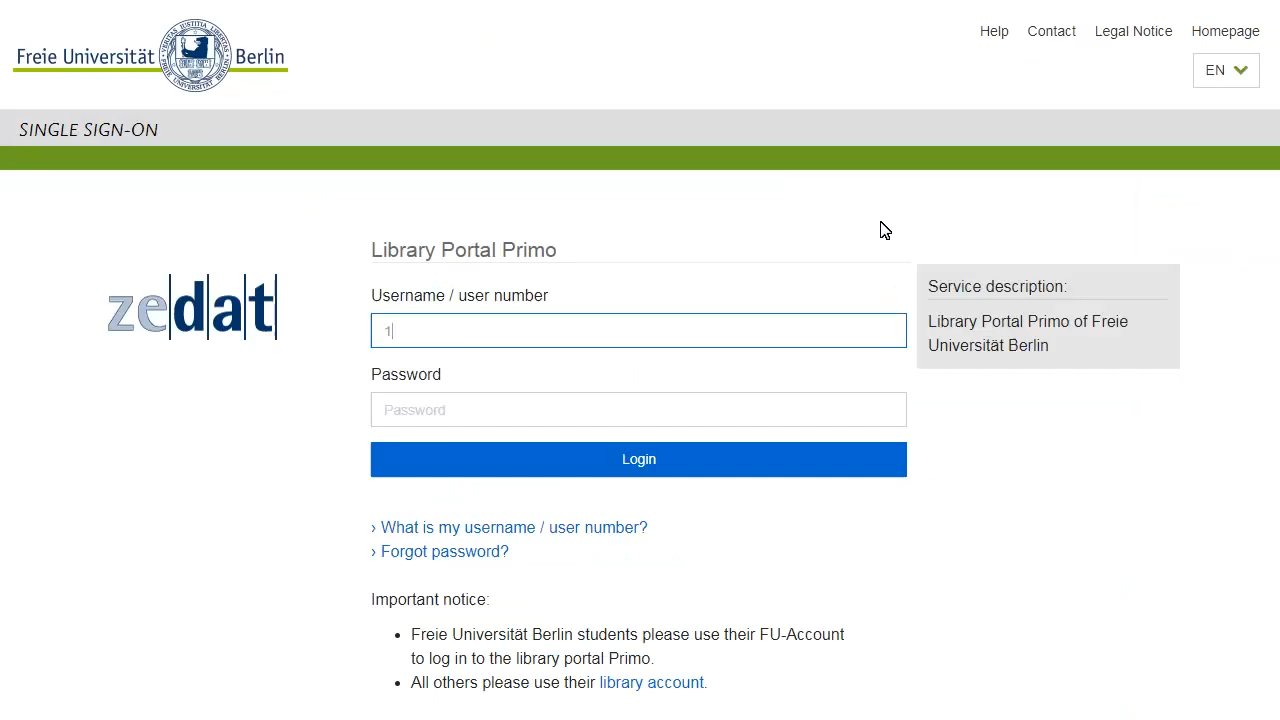 Freie Universität Berlin
Help Contact Legal Notice Homepage
EN
SINGLE SIGN-ON
zedat
Library Portal Primo
Username / user number
1
Password
Password
Login
Service description:
Library Portal Primo of Freie
Universität Berlin
› What is my username / user number?
› Forgot password?
Important notice:
• Freie Universität Berlin students please use their FU-Account
to log in to the library portal Primo.
• All others please use their library account.